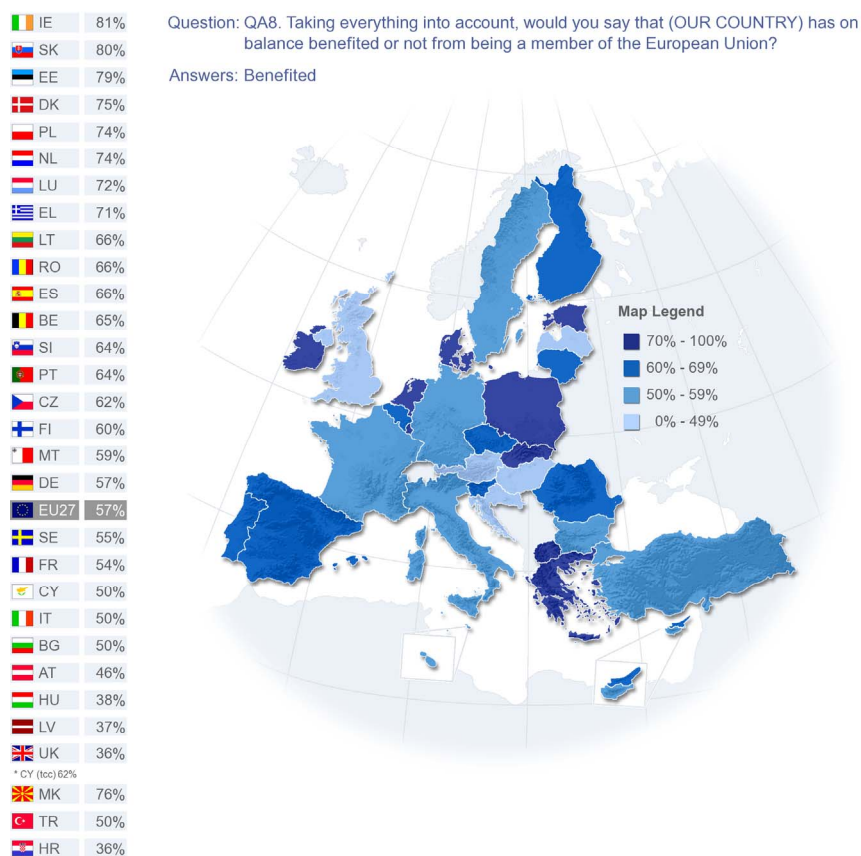 Question: QA8. Taking everything into account, would you say that (OUR COUNTRY) has on
balance benefited or not from being a member of the European Union?
Answers: Benefited
IE 81%
SK 80%
EE 79%
DK 75%
PL 74%
NL 74%
LU 72%
EL 71%
LT 66%
RO 66%
ES 66%
BE 65%
SI 64%
PT 64%
CZ 62%
FI 60%
MT 59%
DE 57%
EU27 57%
SE 55%
FR 54%
CY 50%
IT 50%
BG 50%
AT 46%
HU 38%
LV 37%
UK 36%
* CY (tcc) 62%
MK 76%
TR 50%
HR 36%
Map Legend
70% - 100%
60% - 69%
50% - 59%
0% - 49%